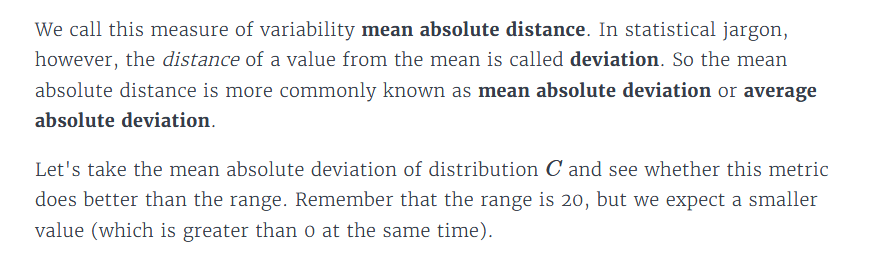 We call this measure of variability mean absolute distance. In statistical jargon,
however, the distance of a value from the mean is called deviation. So the mean
absolute distance is more commonly known as mean absolute deviation or average
absolute deviation.
Let's take the mean absolute deviation of distribution C and see whether this metric
does better than the range. Remember that the range is 20, but we expect a smaller
value (which is greater than 0 at the same time).